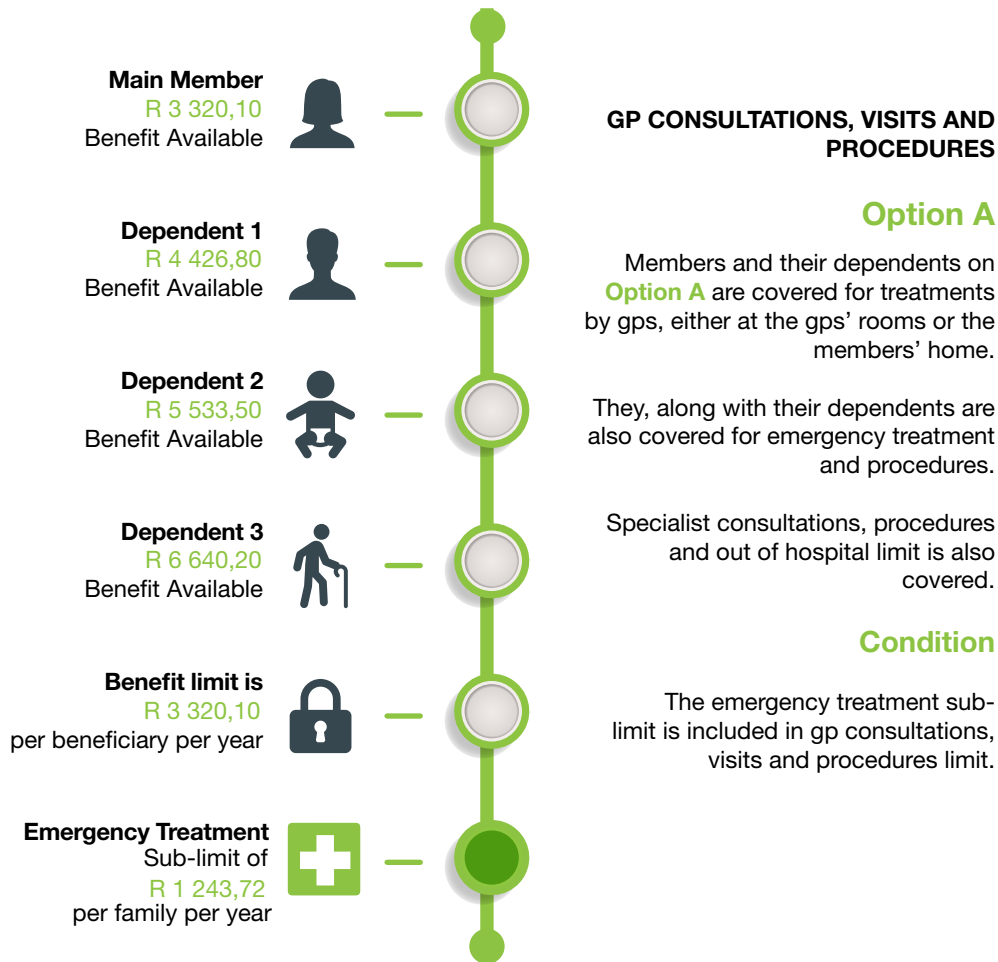 Main Member
R 3 320,10
Benefit Available
Dependent 1
R 4 426,80
Benefit Available
Dependent 2
R 5 533,50
Benefit Available
Dependent 3
R 6 640,20
Benefit Available
Benefit limit is
R 3 320,10
per beneficiary per year
Emergency Treatment
Sub-limit of
R 1 243,72
per family per year
GP CONSULTATIONS, VISITS AND
PROCEDURES
Option A
Members and their dependents on
Option A are covered for treatments
by gps, either at the gps' rooms or the
members' home.
They, along with their dependents are
also covered for emergency treatment
and procedures.
Specialist consultations, procedures
and out of hospital limit is also
covered.
Condition
The emergency treatment sub-
limit is included in gp consultations,
visits and procedures limit.